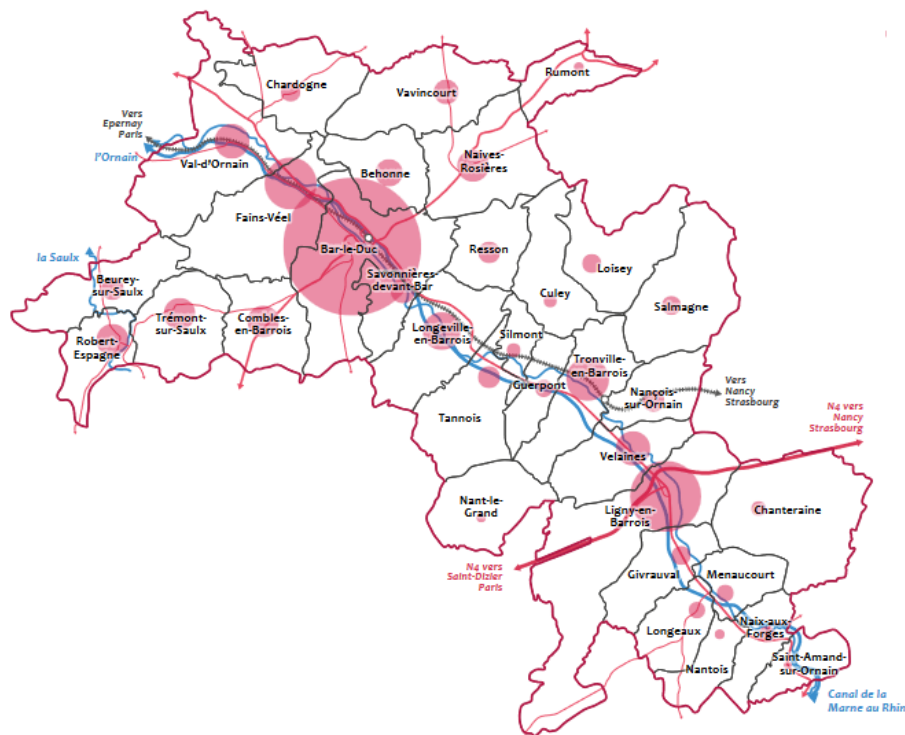 Rumont
Chardogne
Vavincourt
Vers
Epernay
Paris
l'Ornain
Val-d'Ornain
Naives-
Rosières
Behonne
Fains-Véel
Bar-le-Duc
Resson
la Saulx
Loisey
Beurey-
sur-Saulx
Savonnières-
devant-Bar
Culey
Salmagne
Trémont-
sur-Saulx
Combles-
en-Barrois
Longeville-
en-Barrois
Silmont
Robert-
Espagne
Tronville-
en-Barrois
Guerpont
Vers
Nancy
Strasbourg
Nançois-
sur-Ornain
Tannois
N4 vers
Nancy
Strasbourg
Velaines
Nant-le-
Grand
Ligny-en-
Barrois
Chanteraine
N4 vers
Saint-Dizier
Paris
Givrauval
Menaucourt
Longeaux
Naix-aux-
Forges
Nantois
Saint-Amand-
sur-Ornain
Canal de la
Marne au Rhin